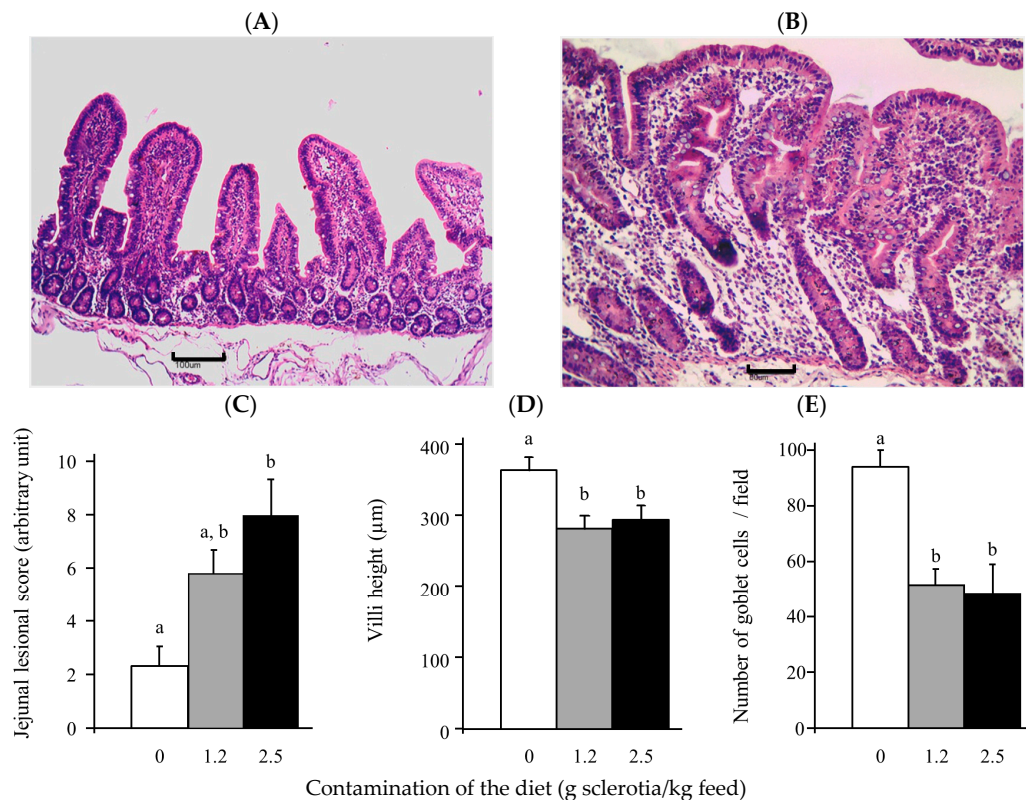 (A)
(B)
100um
80um
(C)
(D)
(E)
Jejunal lesional score (arbitrary unit)
10
8
6
4
2
0
a
a, b
b
0
1.2
2.5
Villi height (µm)
400
300
200
100
0
a
b
b
0
1.2
2.5
Number of goblet cells / field
100
80
60
40
20
0
a
b
b
0
1.2
2.5
Contamination of the diet (g sclerotia/kg feed)